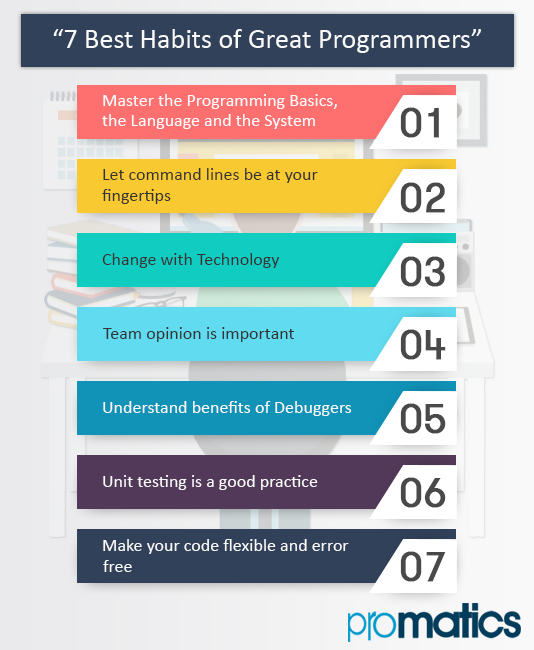 “7 Best Habits of Great Programmers”
Master the Programming Basics,
the Language and the System
01
Let command lines be at your
fingertips
02
Change with Technology
03
Team opinion is important
04
Understand benefits of Debuggers
05
Unit testing is a good practice
06
Make your code flexible and error
free
07
promatics